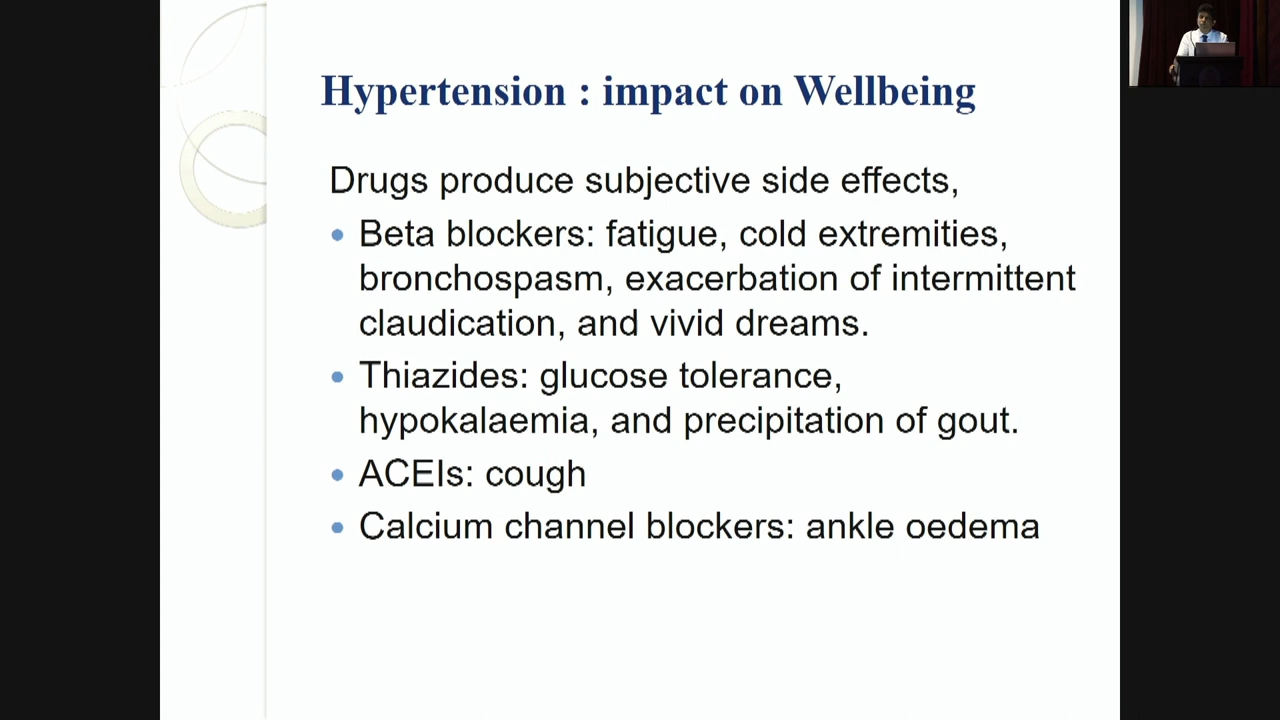 Hypertension : impact on Wellbeing
Drugs produce subjective side effects,
• Beta blockers: fatigue, cold extremities,
bronchospasm, exacerbation of intermittent
claudication, and vivid dreams.
• Thiazides: glucose tolerance,
hypokalaemia, and precipitation of gout.
• ACEIs: cough
• Calcium channel blockers: ankle oedema